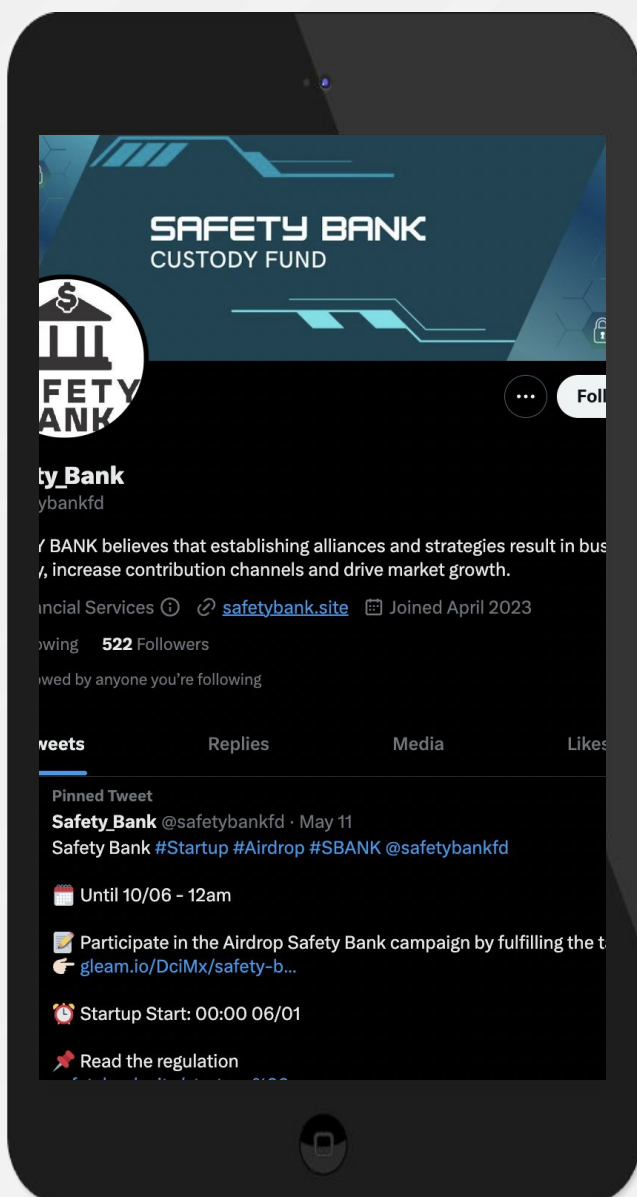 SAFETY BANK
CUSTODY FUND
FETY
ANK
Foll
ty_Bank
ybankfd
Y BANK believes that establishing alliances and strategies result in bus
y, increase contribution channels and drive market growth.
ncial Services safetybank.site Joined April 2023
owing 522 Followers
owed by anyone you're following
weets Replies Media Likes
Pinned Tweet
Safety_Bank @safetybankfd · May 11
Safety Bank #Startup #Airdrop #SBANK @safetybankfd
Until 10/06 - 12am
Participate in the Airdrop Safety Bank campaign by fulfilling the t
gleam.io/DciMx/safety-b...
Startup Start: 00:00 06/01
Read the regulation